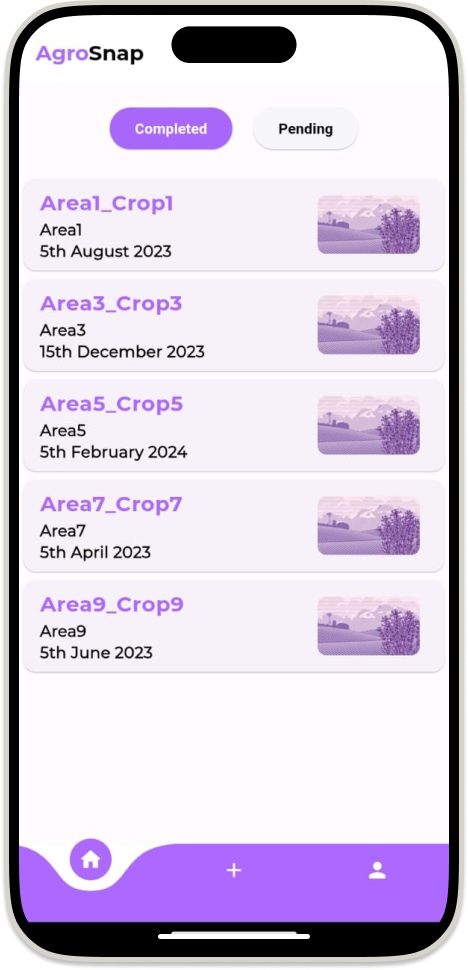 AgroSnap
Completed Pending
Area1_Crop1
Area1
5th August 2023
Area3_Crop3
Area3
15th December 2023
Area5_Crop5
Area5
5th February 2024
Area7_Crop7
Area7
5th April 2023
Area9_Crop9
Area9
5th June 2023